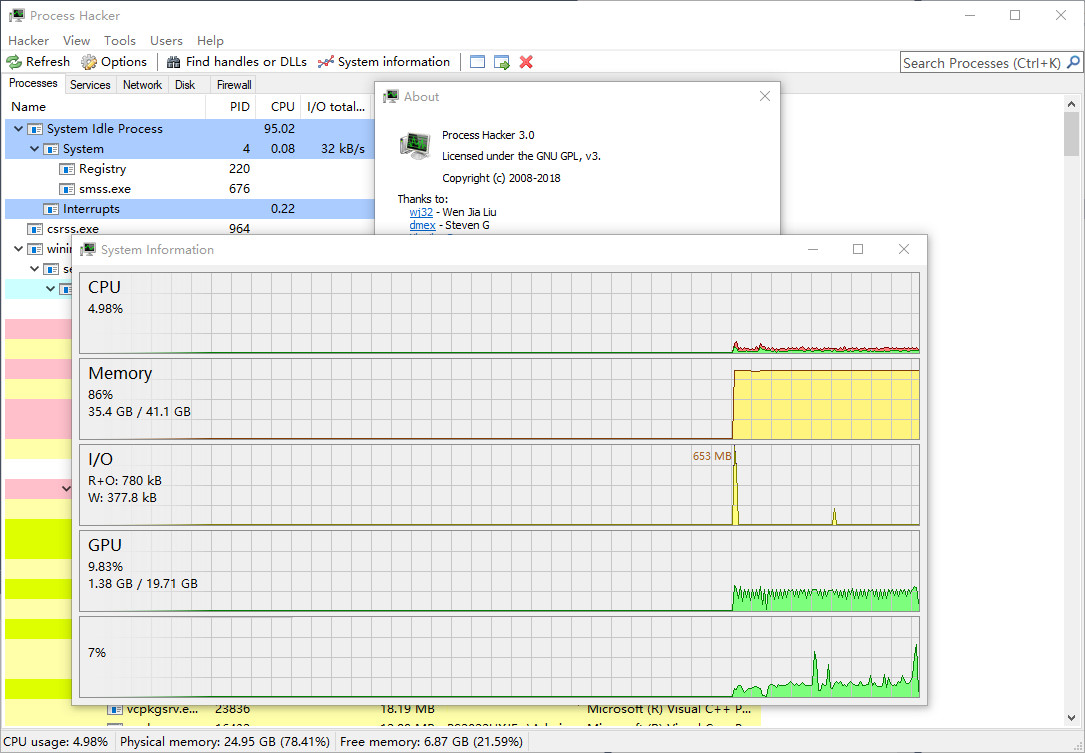 Process Hacker
Hacker View Tools Users Help
Refresh Options Find handles or DLLs System information Search Processes (Ctrl+K)
Processes Services Network Disk Firewall
Name PID CPU I/O total...
System Idle Process 95.02
System 4 0.08 32 kB/s
Registry 220
smss.exe 676
Interrupts 0.22
csrss.exe 964
About
Process Hacker 3.0
Licensed under the GNU GPL, v3.
Copyright (c) 2008-2018
Thanks to:
wj32 - Wen Jia Liu
dmex - Steven G
System Information
CPU
4.98%
Memory
86%
35.4 GB / 41.1 GB
I/O
R+O: 780 kB
W: 377.8 kB
653 MB
GPU
9.83%
1.38 GB / 19.71 GB
7%
vcpkgsrv.e... 23836 18.19 MB Microsoft (R) Visual C++ P...
CPU usage: 4.98% Physical memory: 24.95 GB (78.41%) Free memory: 6.87 GB (21.59%)